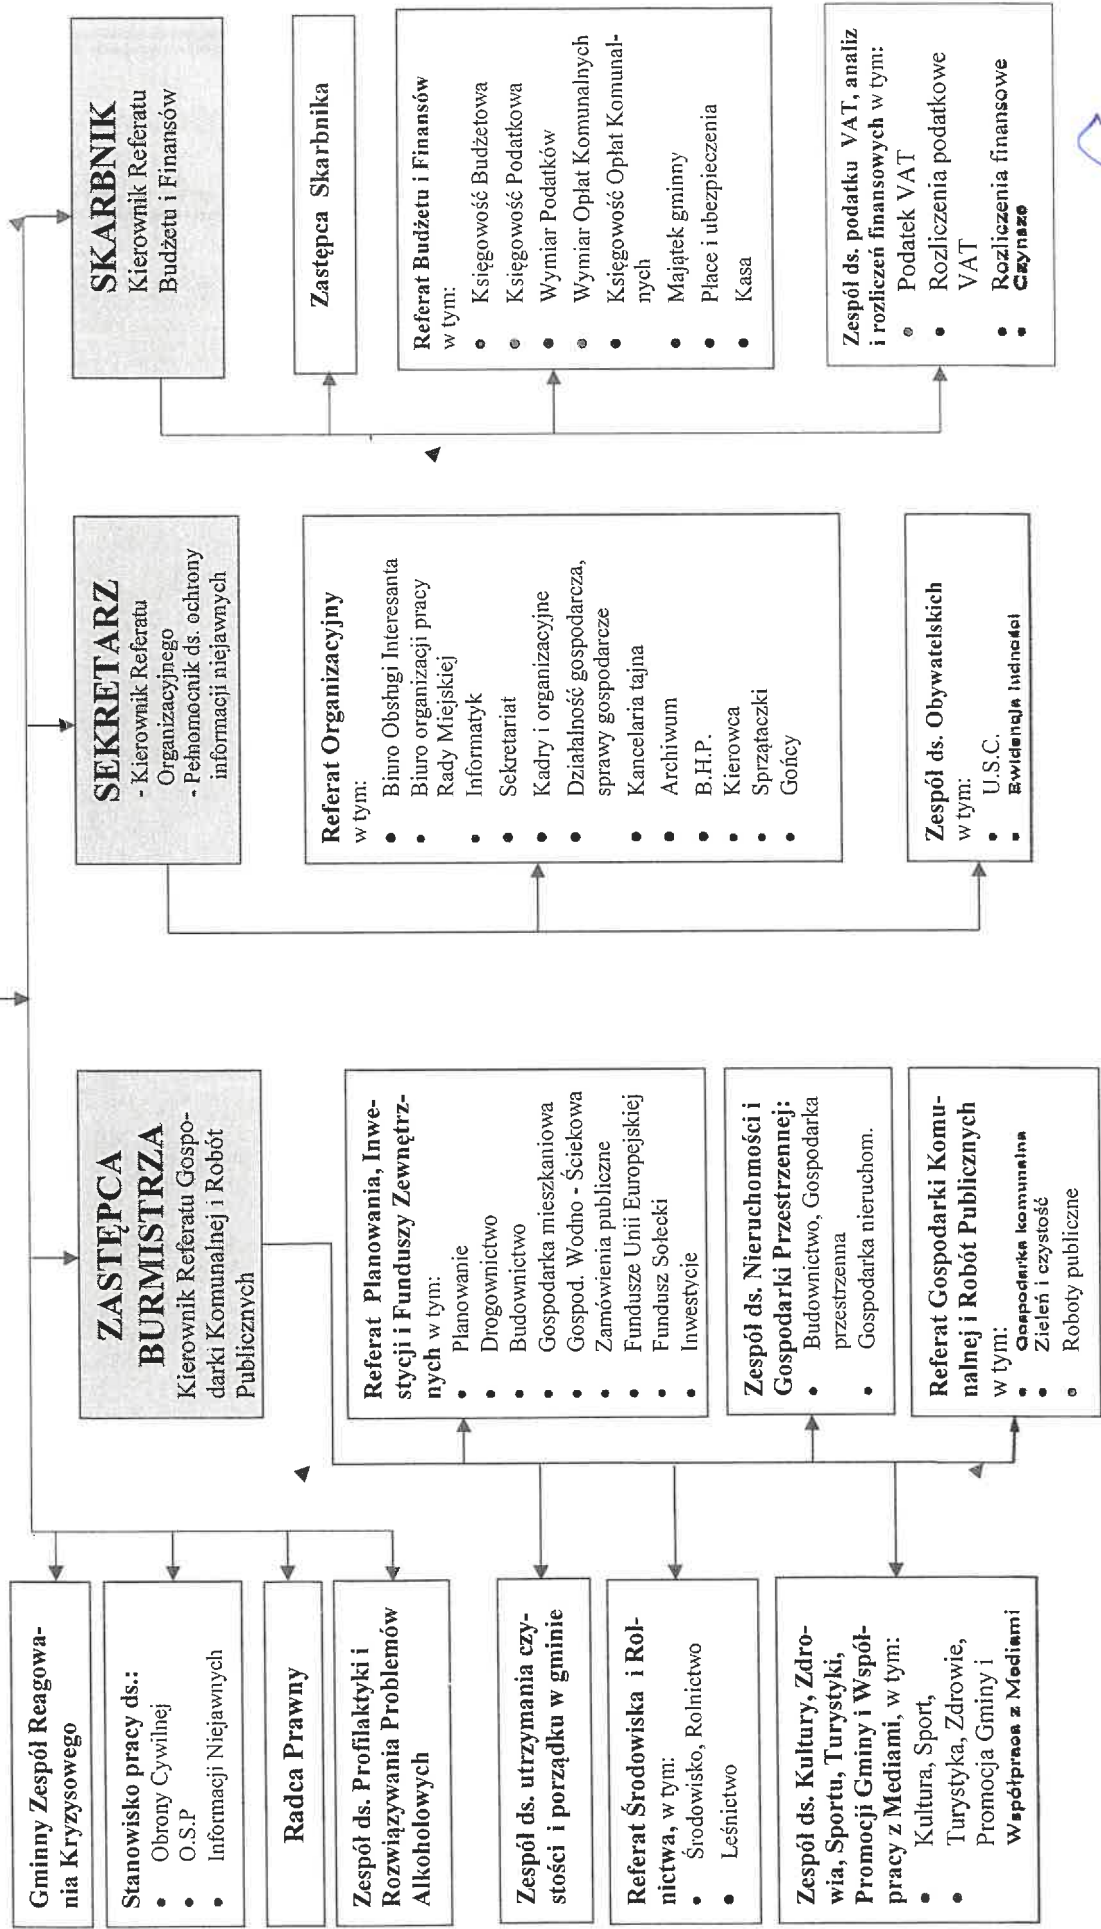 Gminny Zespół Reagowa-
nia Kryzysowego
Stanowisko pracy ds.:
• Obrony Cywilnej
• O.S.P
• Informacji Niejawnych
Radca Prawny
Zespół ds. Profilaktyki i
Rozwiązywania Problemów
Alkoholowych
Zespół ds. utrzymania czy-
stości i porządku w gminie
Referat Środowiska i Rol-
nictwa, w tym:
• Środowisko, Rolnictwo
• Leśnictwo
Zespół ds. Kultury, Zdro-
wia, Sportu, Turystyki,
Promocji Gminy i Współ-
pracy z Mediami, w tym:
• Kultura, Sport,
• Turystyka, Zdrowie,
Promocja Gminy i
Współpraca z Mediami
ZASTĘPCA
BURMISTRZA
Kierownik Referatu Gospo-
darki Komunalnej i Robót
Publicznych
Referat Planowania, Inwe-
stycji i Funduszy Zewnętrz-
nych w tym:
• Planowanie
• Drogownictwo
• Budownictwo
• Gospodarka mieszkaniowa
• Gospod. Wodno - Ściekowa
• Zamówienia publiczne
• Fundusze Unii Europejskiej
• Fundusz Sołecki
• Inwestycje
Zespół ds. Nieruchomości i
Gospodarki Przestrzennej:
• Budownictwo, Gospodarka
przestrzenna
• Gospodarka nieruchom.
Referat Gospodarki Komu-
nalnej i Robót Publicznych
w tym:
• Gospodarka komunalna
• Zieleń i czystość
• Roboty publiczne
SEKRETARZ
- Kierownik Referatu
Organizacyjnego
- Pełnomocnik ds. ochrony
informacji niejawnych
Referat Organizacyjny
w tym:
• Biuro Obsługi Interesanta
• Biuro organizacji pracy
Rady Miejskiej
• Informatyk
• Sekretariat
• Kadry i organizacyjne
• Działalność gospodarcza,
sprawy gospodarcze
• Kancelaria tajna
• Archiwum
• B.H.P.
• Kierowca
• Sprzątaczki
• Gońcy
Zespół ds. Obywatelskich
w tym:
• U.S.C.
• Ewidencja ludności
SKARBNIK
Kierownik Referatu
Budżetu i Finansów
Zastępca Skarbnika
Referat Budżetu i Finansów
w tym:
• Księgowość Budżetowa
• Księgowość Podatkowa
• Wymiar Podatków
• Wymiar Opłat Komunalnych
• Księgowość Opłat Komunal-
nych
• Majątek gminny
• Płace i ubezpieczenia
• Kasa
Zespół ds. podatku VAT, analiz
i rozliczeń finansowych w tym:
• Podatek VAT
• Rozliczenia podatkowe
VAT
• Rozliczenia finansowe
• Czynsze